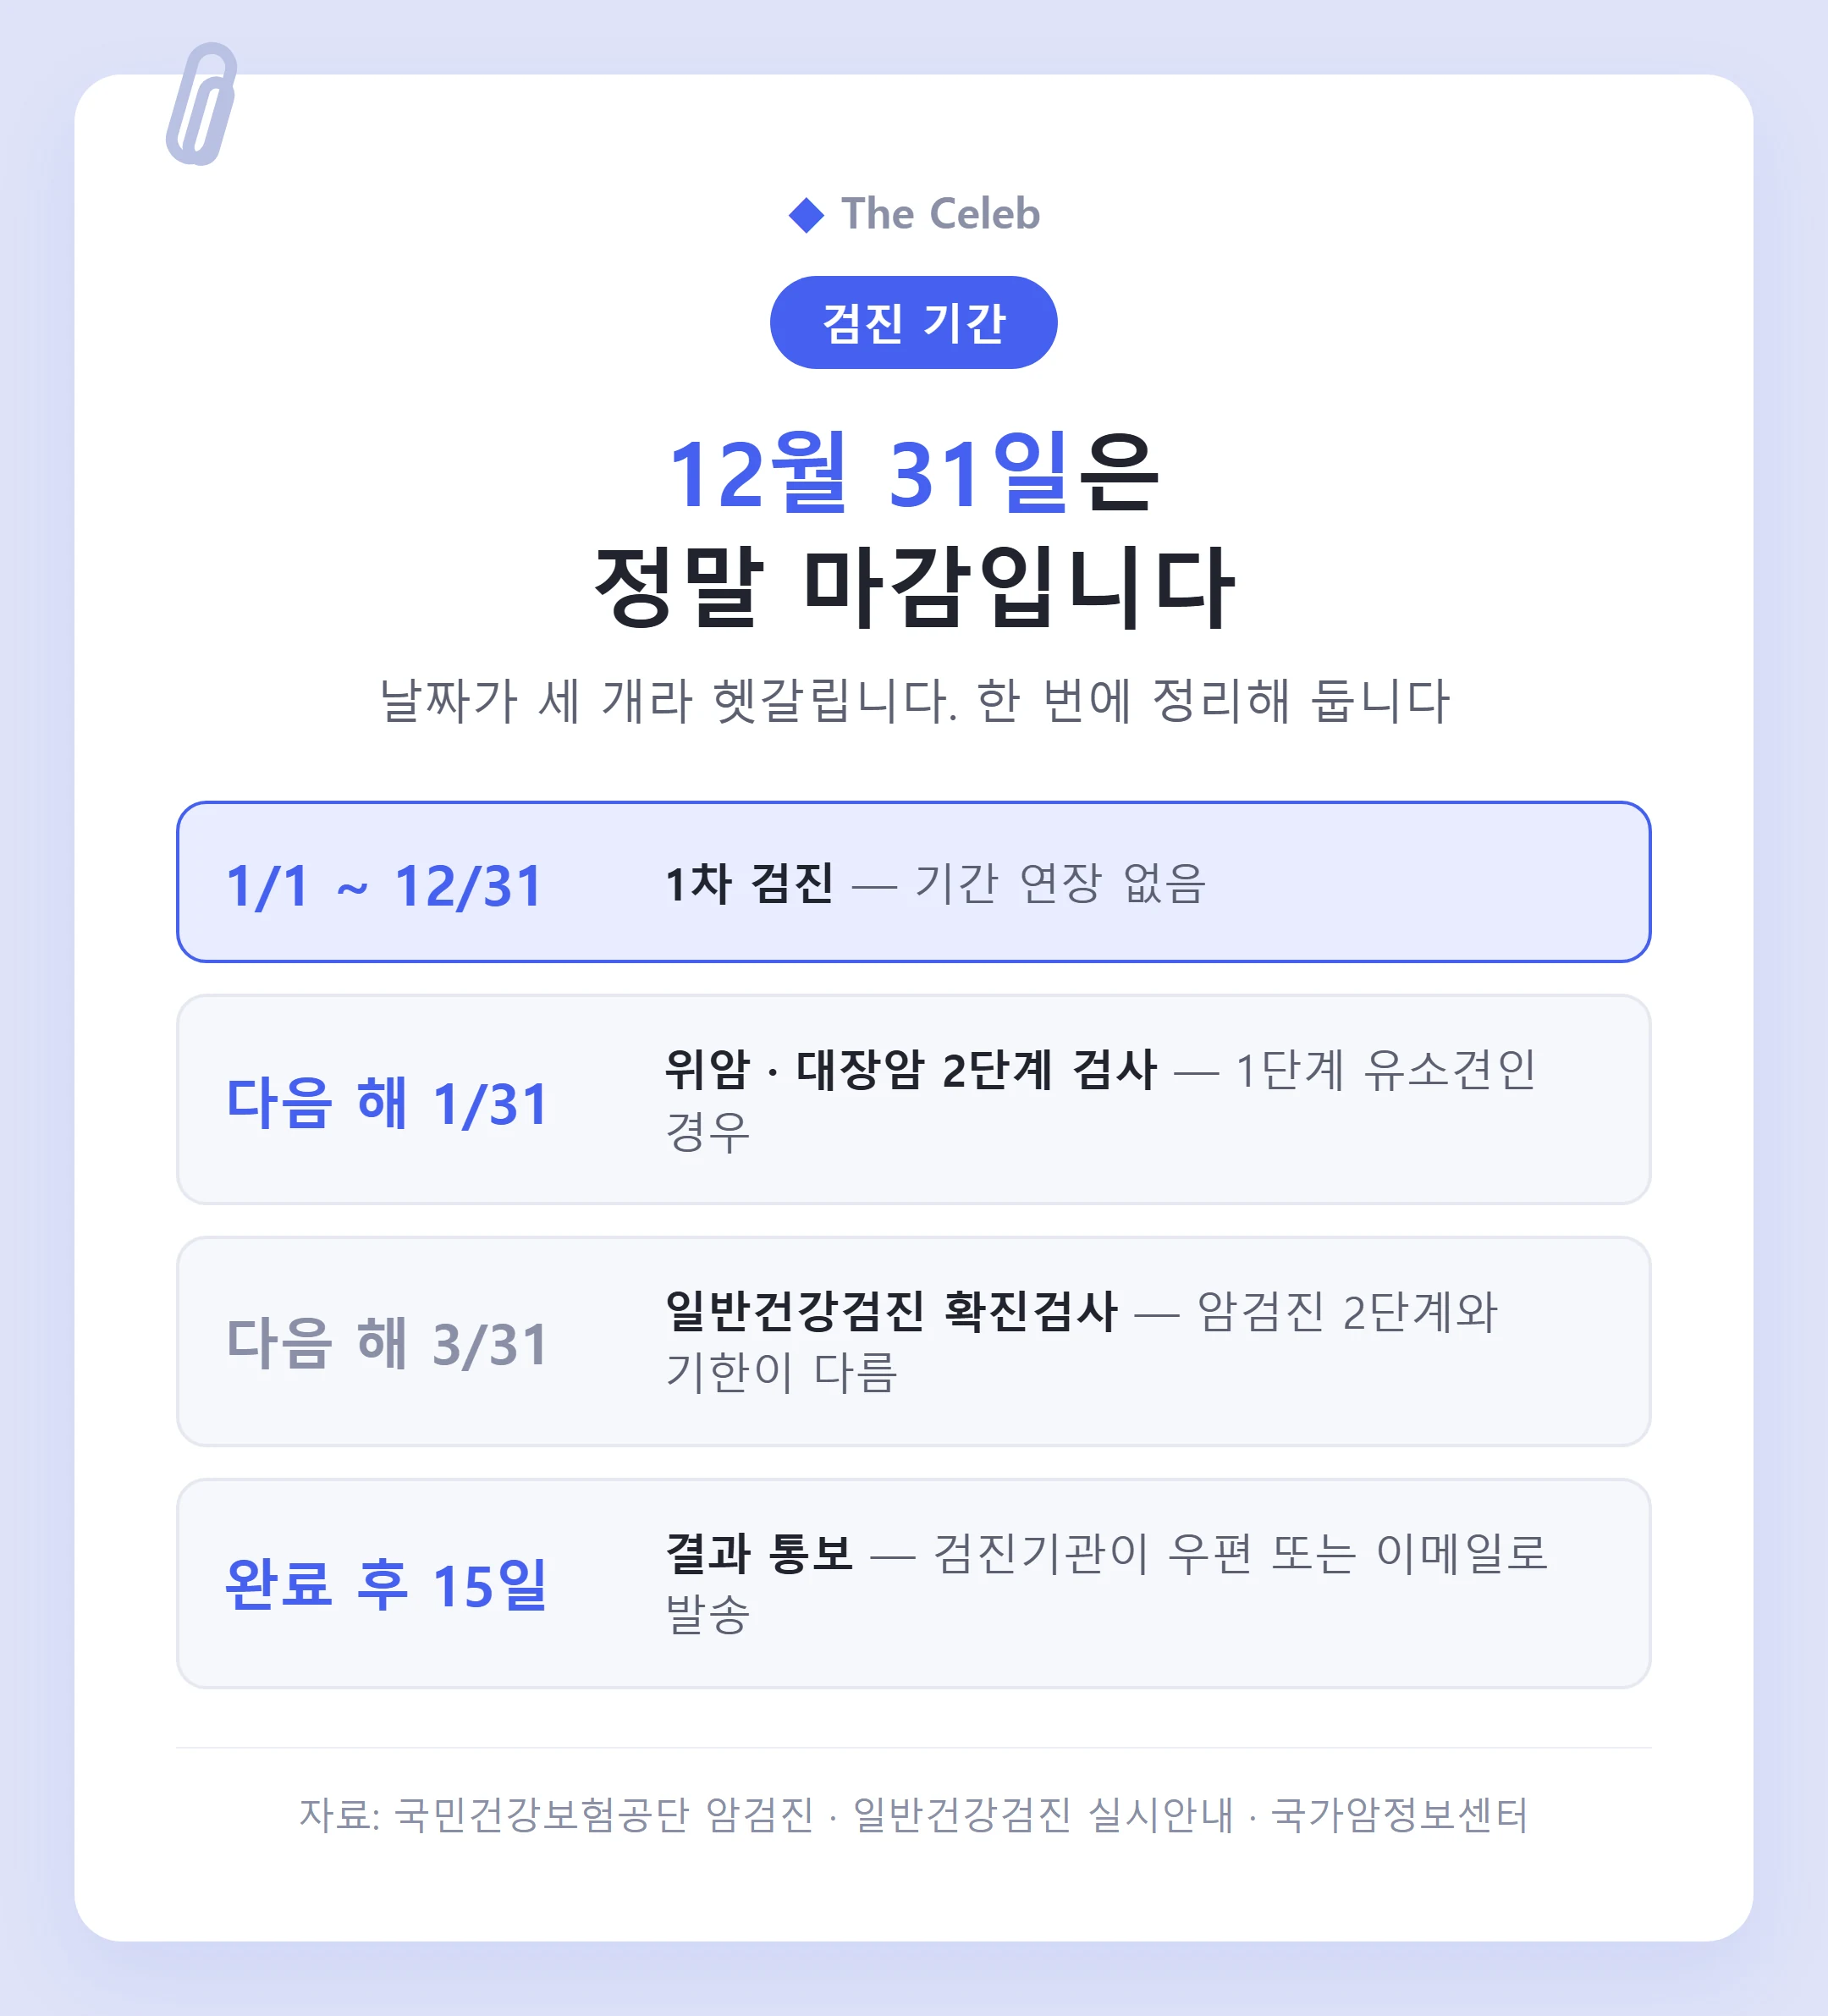 The Celeb
검진 기간
12월 31일은
정말 마감입니다
날짜가 세 개라 헷갈립니다. 한 번에 정리해 둡니다
1/1 ~ 12/31
1차 검진 — 기간 연장 없음
다음 해 1/31
위암 · 대장암 2단계 검사 — 1단계 유소견인
경우
다음 해 3/31
일반건강검진 확진검사 — 암검진 2단계와
기한이 다름
완료 후 15일
결과 통보 — 검진기관이 우편 또는 이메일로
발송
자료: 국민건강보험공단 암검진 · 일반건강검진 실시안내 · 국가암정보센터